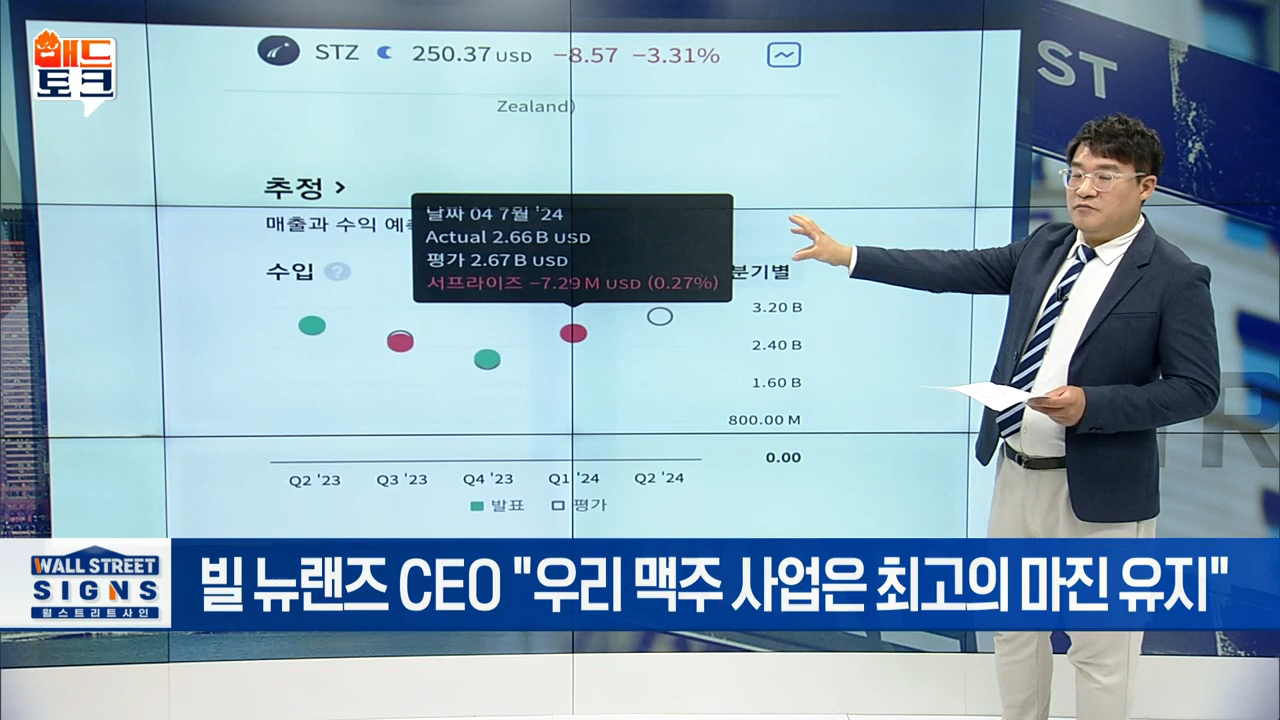 패드
토크
STZ 250.37 USD −8.57 −3.31%
Zealand)
추정 >
매출과 수익 예측
수입 ?
분기별
날짜 04 7월 '24
Actual 2.66 B USD
평가 2.67 B USD
서프라이즈 −7.29 M USD (0.27%)
3.20 B
2.40 B
1.60 B
800.00 M
0.00
Q2 '23 Q3 '23 Q4 '23 Q1 '24 Q2 '24
발표 평가
ST
R
WALL STREET
SIGNS
월스트리트사인
빌 뉴랜즈 CEO "우리 맥주 사업은 최고의 마진 유지"